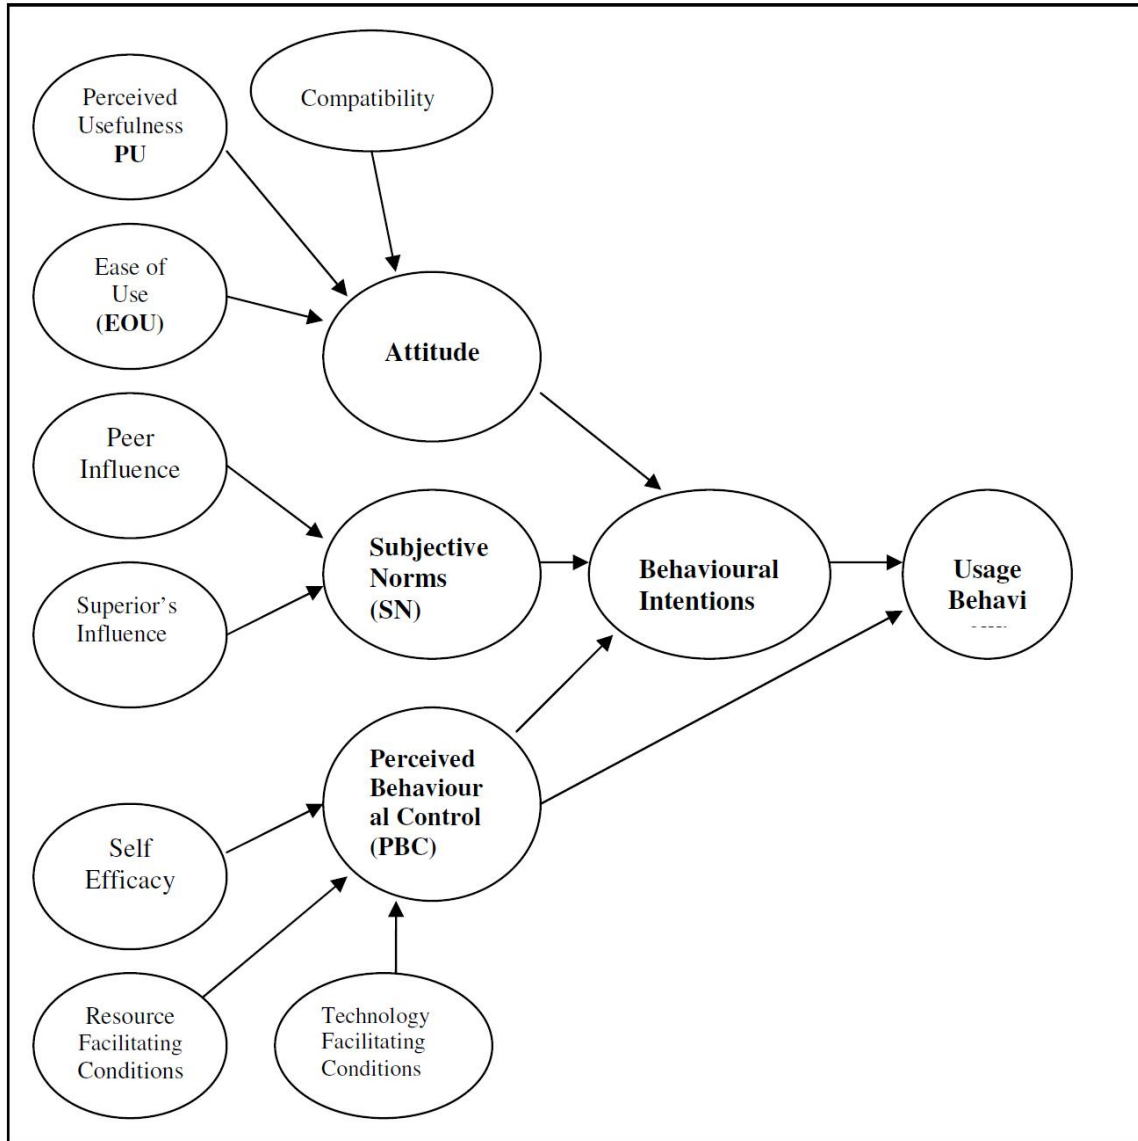 Perceived
Usefulness
PU
Compatibility
Ease of
Use
(EOU)
Attitude
Peer
Influence
Subjective
Norms
(SN)
Behavioural
Intentions
Usage
Behavi
Superior's
Influence
Perceived
Behaviour
al Control
(PBC)
Self
Efficacy
Resource
Facilitating
Conditions
Technology
Facilitating
Conditions